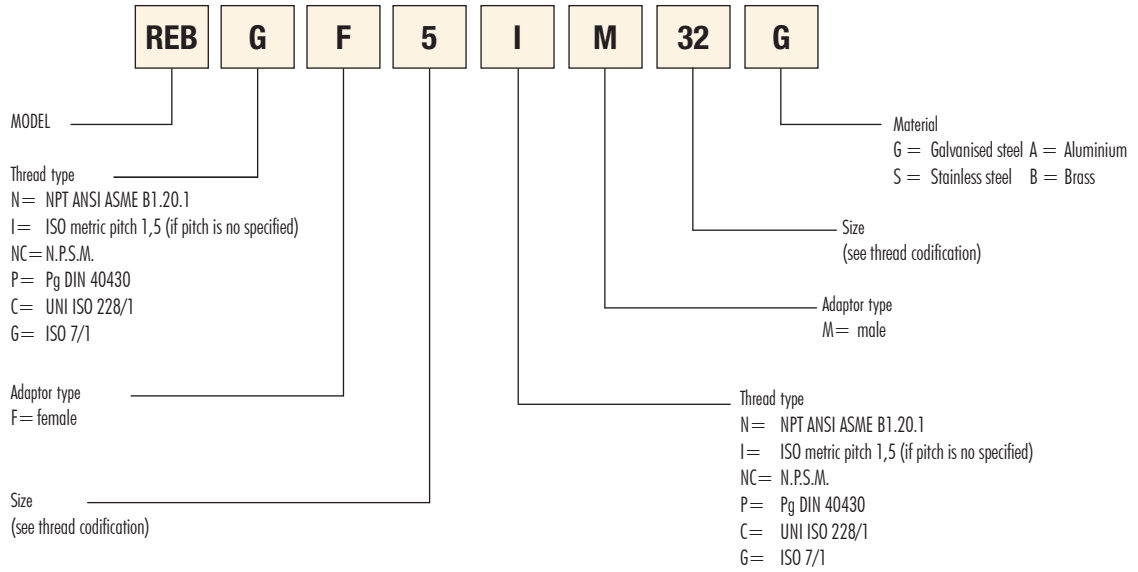 REB G F 5 I M 32 G
MODEL
Thread type
N= NPT ANSI ASME B1.20.1
I= ISO metric pitch 1,5 (if pitch is no specified)
NC= N.P.S.M.
P= Pg DIN 40430
C= UNI ISO 228/1
G= ISO 7/1
Adaptor type
F= female
Size
(see thread codification)
Material
G = Galvanised steel A = Aluminium
S = Stainless steel B = Brass
Size
(see thread codification)
Adaptor type
M= male
Thread type
N= NPT ANSI ASME B1.20.1
I= ISO metric pitch 1,5 (if pitch is no specified)
NC= N.P.S.M.
P= Pg DIN 40430
C= UNI ISO 228/1
G= ISO 7/1